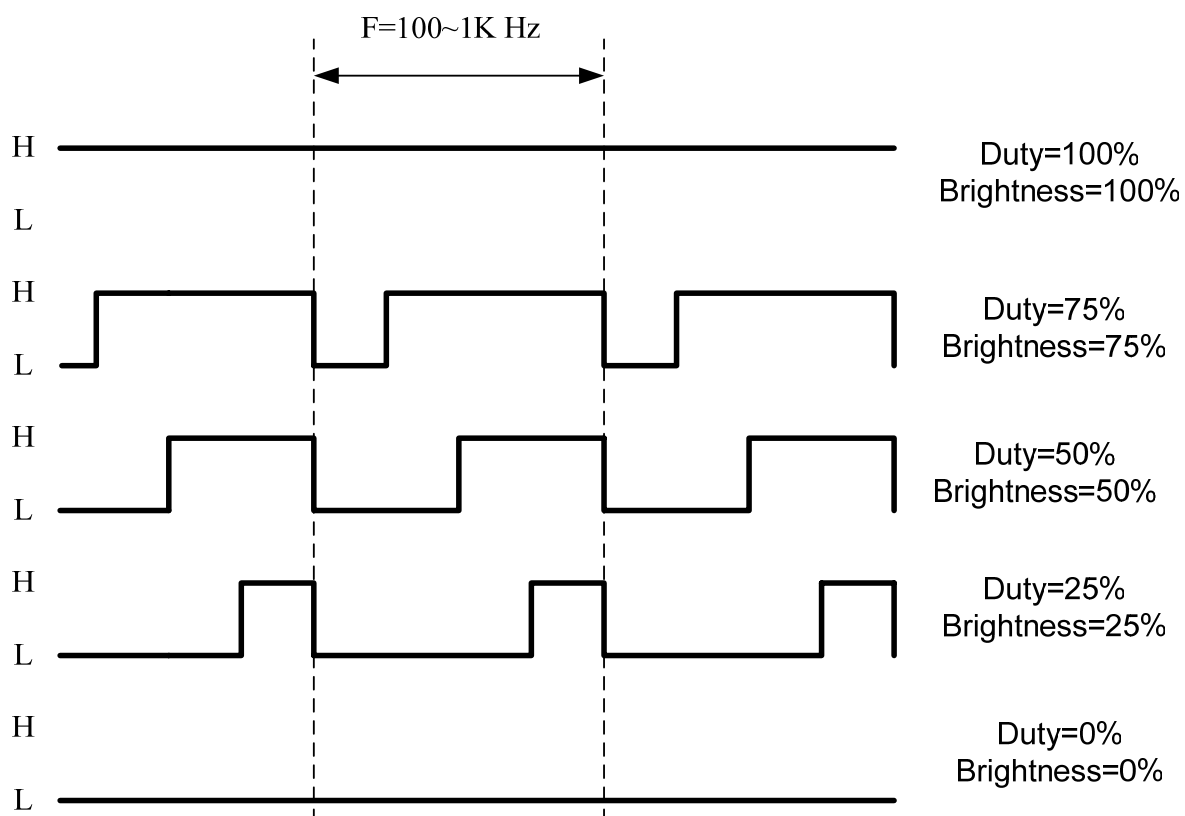 F=100~1K Hz
H
L
Duty=100%
Brightness=100%
H
L
Duty=75%
Brightness=75%
H
L
Duty=50%
Brightness=50%
H
L
Duty=25%
Brightness=25%
H
L
Duty=0%
Brightness=0%